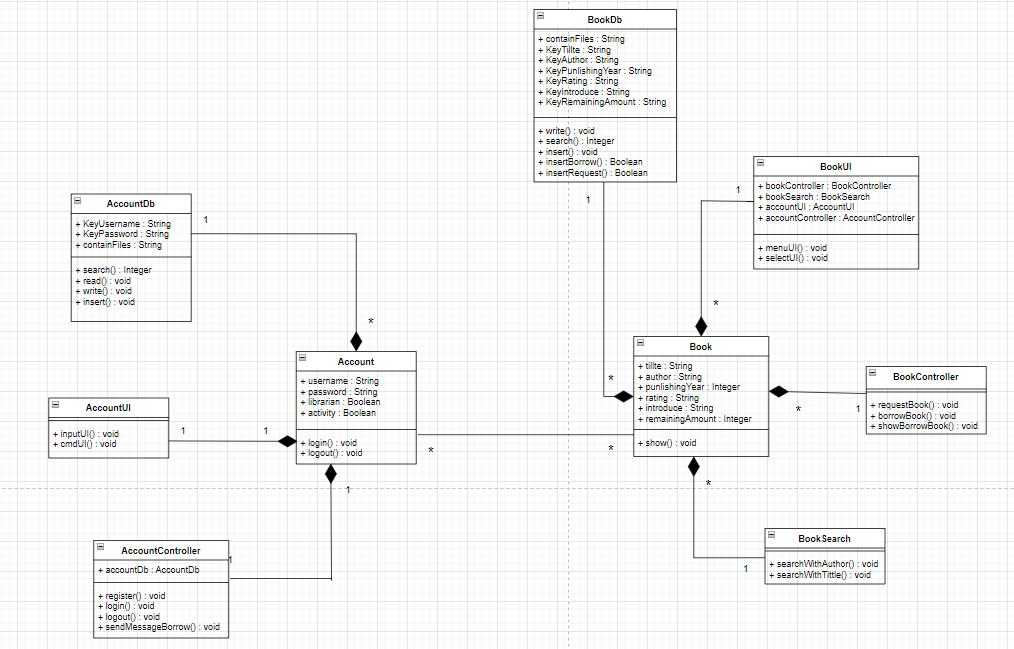 BookDb
+ containFiles : String
+ KeyTillte : String
+ KeyAuthor : String
+ KeyPunlishingYear : String
+ KeyRating : String
+ KeyIntroduce : String
+ KeyRemainingAmount : String
+ write() : void
+ search() : Integer
+ insert() : void
+ insertBorrow() : Boolean
+ insertRequest() : Boolean
1
BookUI
+ bookController : BookController
+ bookSearch : BookSearch
+ accountUI : AccountUI
+ accountController : AccountController
+ menuUI() : void
+ selectUI() : void
1
*
AccountDb
+ KeyUsername : String
+ KeyPassword : String
+ containFiles : String
+ search() : Integer
+ read() : void
+ write() : void
+ insert() : void
1
*
Account
+ username : String
+ password : String
+ librarian : Boolean
+ activity : Boolean
+ login() : void
+ logout() : void
*
*
*
Book
+ tillte : String
+ author : String
+ punlishingYear : Integer
+ rating : String
+ introduce : String
+ remainingAmount : Integer
+ show() : void
*
1
BookController
+ requestBook() : void
+ borrowBook() : void
+ showBorrowBook() : void
AccountUI
+ inputUI() : void
+ cmdUI() : void
1
1
1
*
AccountController
+ accountDb : AccountDb
+ register() : void
+ login() : void
+ logout() : void
+ sendMessageBorrow() : void
1
BookSearch
+ searchWithAuthor() : void
+ searchWithTittle() : void
1